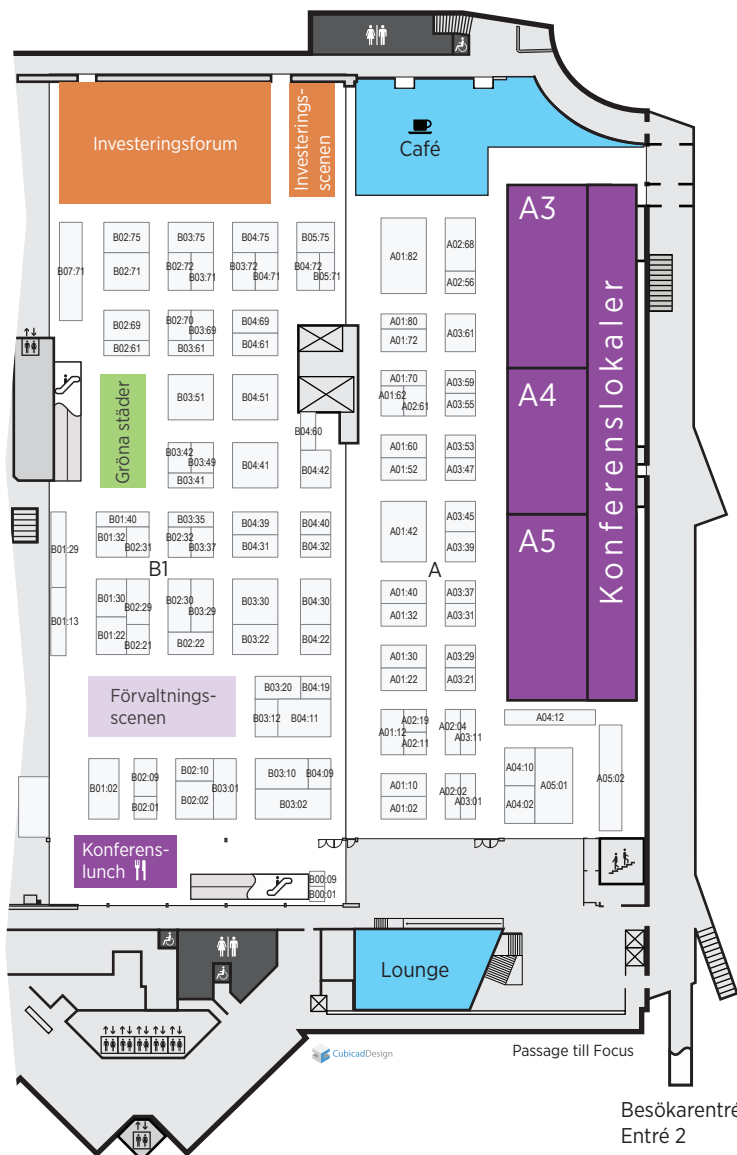 Investeringsforum
Investerings-
scenen
Café
A3
Konferenslokaler
B07:71
B02:75
B03:75
B04:75
B05:75
A01:82
A02:68
B02:71
B02:72
B03:71
B03:72
B04:71
B04:72
B05:71
A02:56
B02:69
B02:70
B03:69
B04:69
A01:80
A03:61
B02:61
B03:61
B04:61
A01:72
Gröna städer
B03:51
B04:51
A01:70
A01:62
A02:61
A03:59
A03:55
A4
B04:60
B03:42
B03:49
B03:41
B04:41
B04:42
A01:60
A01:52
A03:53
A03:47
B01:29
B01:40
B01:32
B02:31
B03:35
B02:32
B03:37
B04:39
B04:31
B04:40
B04:32
A01:42
A03:45
A03:39
A5
B1
A
B01:13
B01:30
B02:29
B01:22
B02:21
B02:30
B03:29
B02:22
B03:30
B03:22
B04:30
B04:22
A01:40
A01:32
A03:37
A03:31
A01:30
A01:22
A03:29
A03:21
Förvaltnings-
scenen
B03:20
B04:19
B03:12
B04:11
A01:12
A02:19
A02:11
A02:04
A03:11
A04:12
B01:02
B02:09
B02:01
B02:10
B02:02
B03:01
B03:10
B04:09
B03:02
A01:10
A01:02
A02:02
A03:01
A04:10
A04:02
A05:01
A05:02
Konferens-
lunch
B00:09
B00:01
Lounge
CubicadDesign
Passage till Focus
Besökarentré
Entré 2